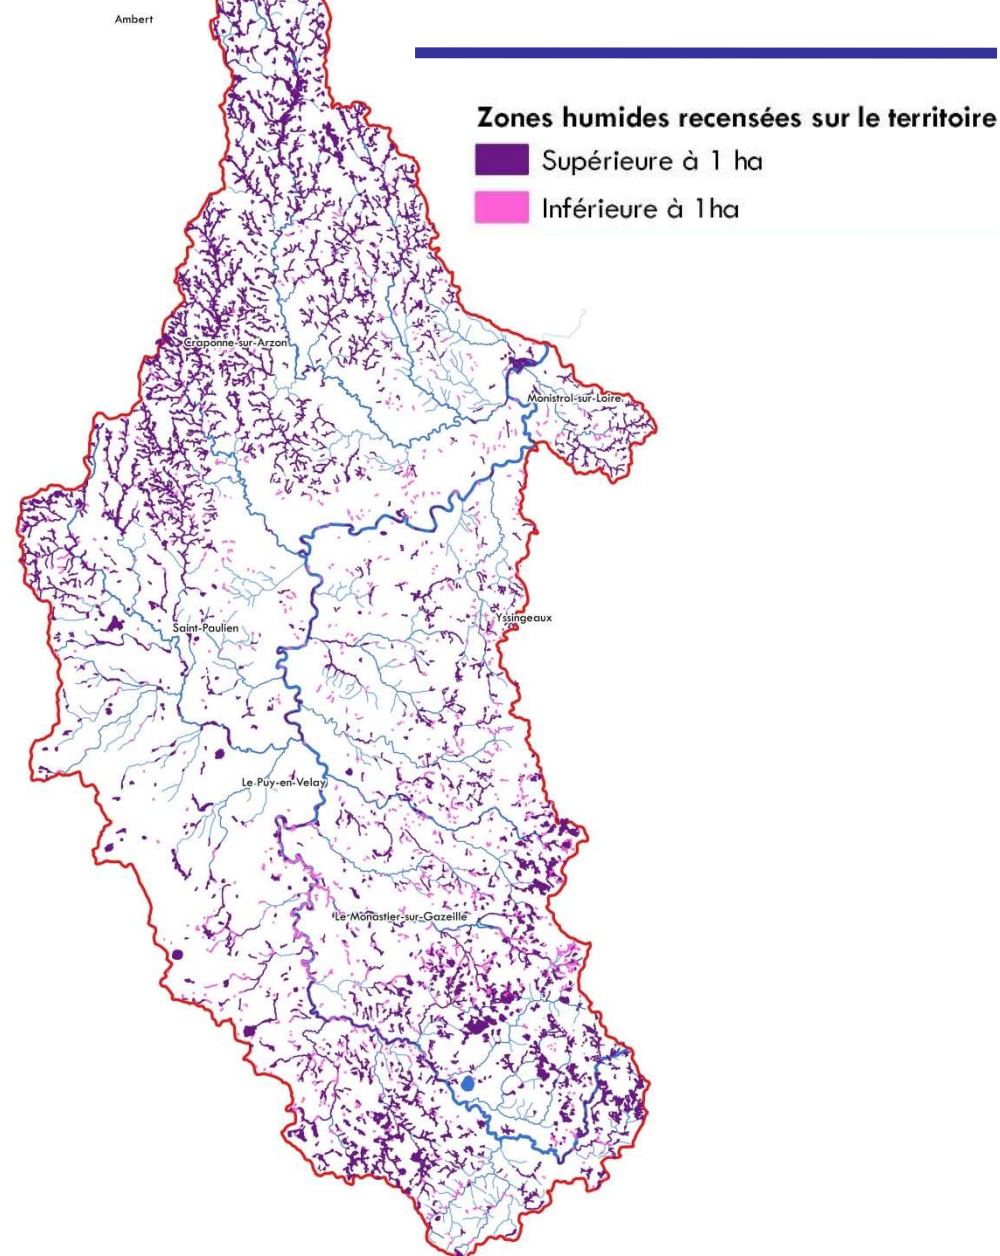 Ambert
Zones humides recensées sur le territoire
Supérieure à 1 ha
Inférieure à 1ha
Craponne-sur-Arzon
Monistrol-sur-Loire
Yssingeaux
Saint-Paulien
Le Puy-en-Velay
Le Monastier-sur-Gazeille